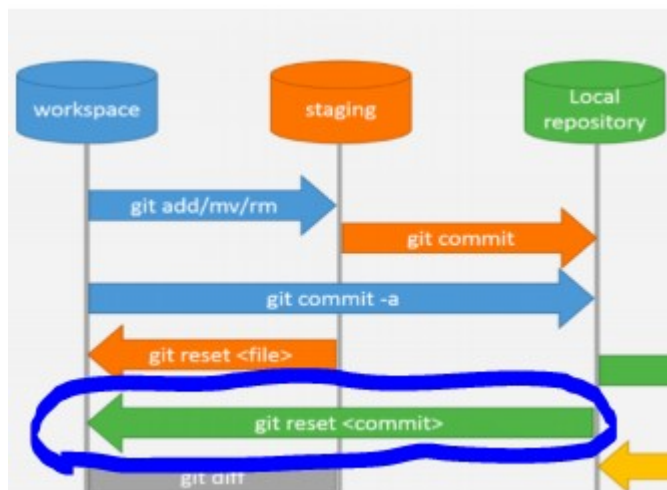 workspace
staging
Local
repository
git add/mv/rm
git commit
git commit -a
git reset <file>
git reset <commit>
git diff